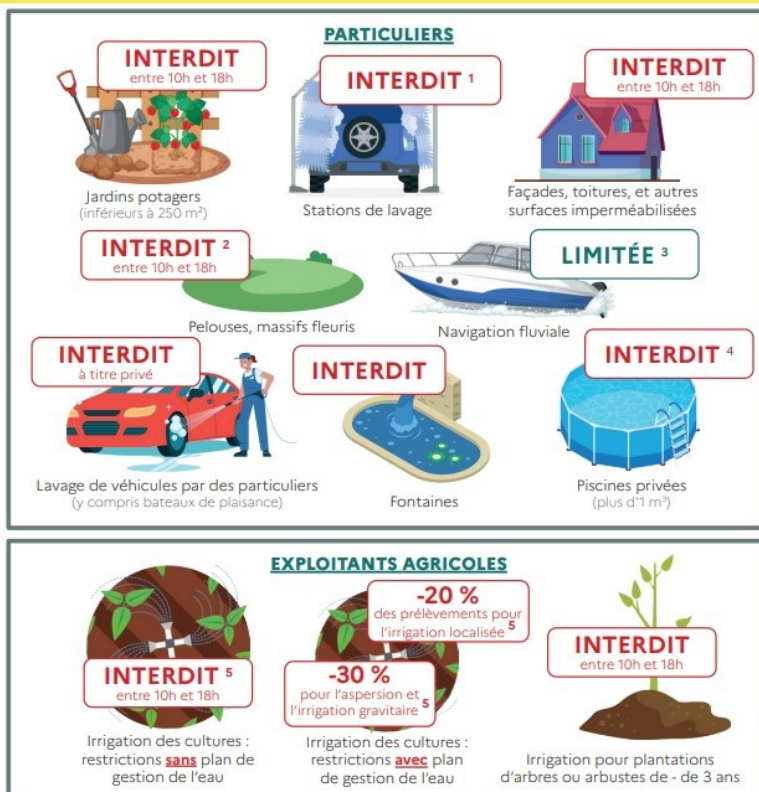 PARTICULIERS
INTERDIT
entre 10h et 18h
Jardins potagers
(inférieurs à 250 m²)
INTERDIT ¹
Stations de lavage
INTERDIT
entre 10h et 18h
Façades, toitures, et autres
surfaces imperméabilisées
INTERDIT ²
entre 10h et 18h
Pelouses, massifs fleuris
LIMITÉE ³
Navigation fluviale
INTERDIT
à titre privé
Lavage de véhicules par des particuliers
(y compris bateaux de plaisance)
INTERDIT
Fontaines
INTERDIT ⁴
Piscines privées
(plus d'1 m³)
EXPLOITANTS AGRICOLES
INTERDIT ⁵
entre 10h et 18h
Irrigation des cultures :
restrictions sans plan de
gestion de l'eau
-20 %
des prélèvements pour
l'irrigation localisée ⁵
-30 %
pour l'aspersion et
l'irrigation gravitaire ⁵
Irrigation des cultures :
restrictions avec plan
de gestion de l'eau
INTERDIT
entre 10h et 18h
Irrigation pour plantations
d'arbres ou arbustes de - de 3 ans